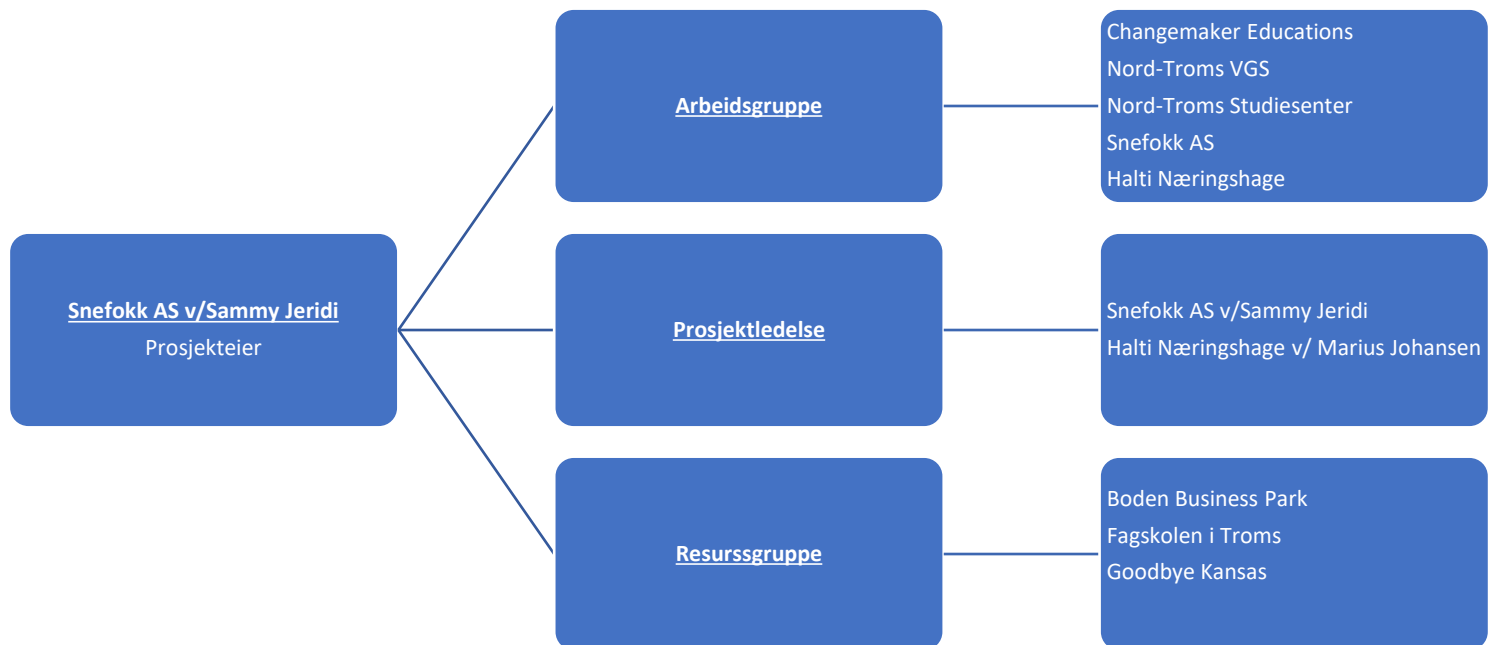 Snefokk AS v/Sammy Jeridi
Prosjekteier
Arbeidsgruppe
Changemaker Educations
Nord-Troms VGS
Nord-Troms Studiesenter
Snefokk AS
Halti Næringshage
Prosjektledelse
Snefokk AS v/Sammy Jeridi
Halti Næringshage v/ Marius Johansen
Resurssgruppe
Boden Business Park
Fagskolen i Troms
Goodbye Kansas